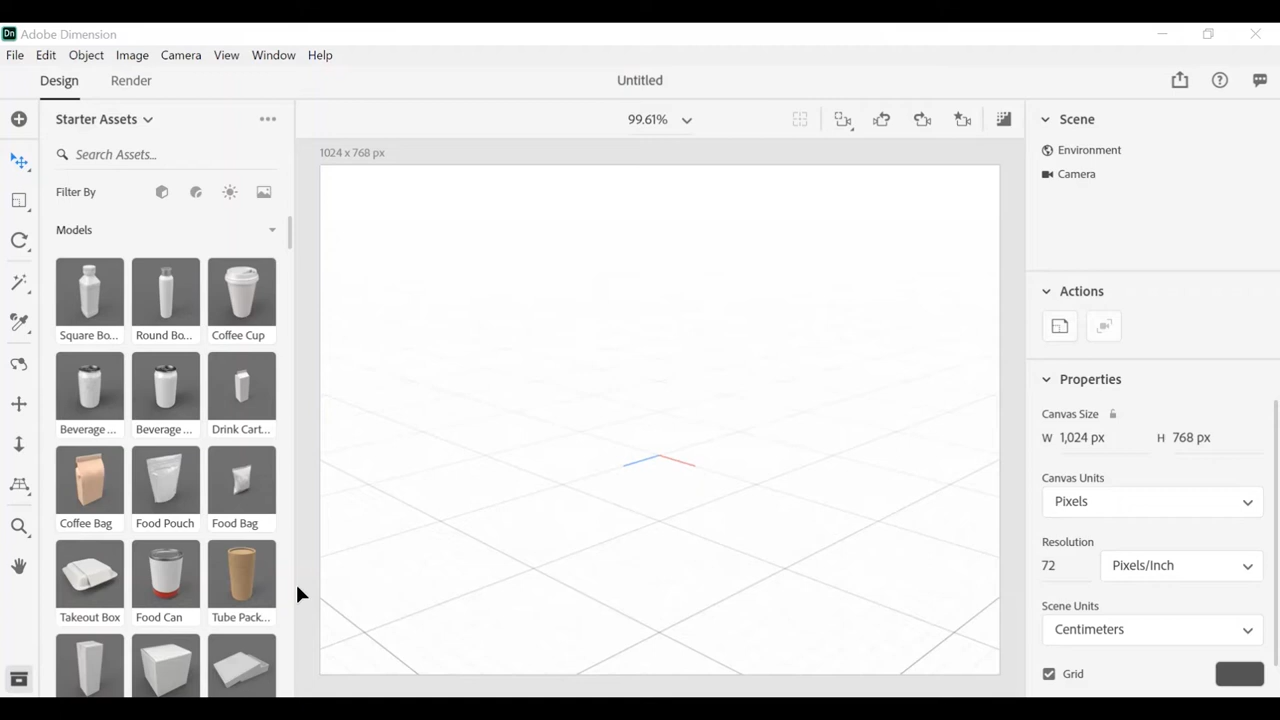 Dn Adobe Dimension
File Edit Object Image Camera View Window Help
Design Render Untitled
Starter Assets 99.61%
Search Assets...
1024 x 768 px
Filter By
Models
Square Bo... Round Bo... Coffee Cup
Beverage ... Beverage ... Drink Cart...
Coffee Bag Food Pouch Food Bag
Takeout Box Food Can Tube Pack...
Scene
Environment
Camera
Actions
Properties
Canvas Size
W 1,024 px H 768 px
Canvas Units
Pixels
Resolution
72 Pixels/Inch
Scene Units
Centimeters
Grid